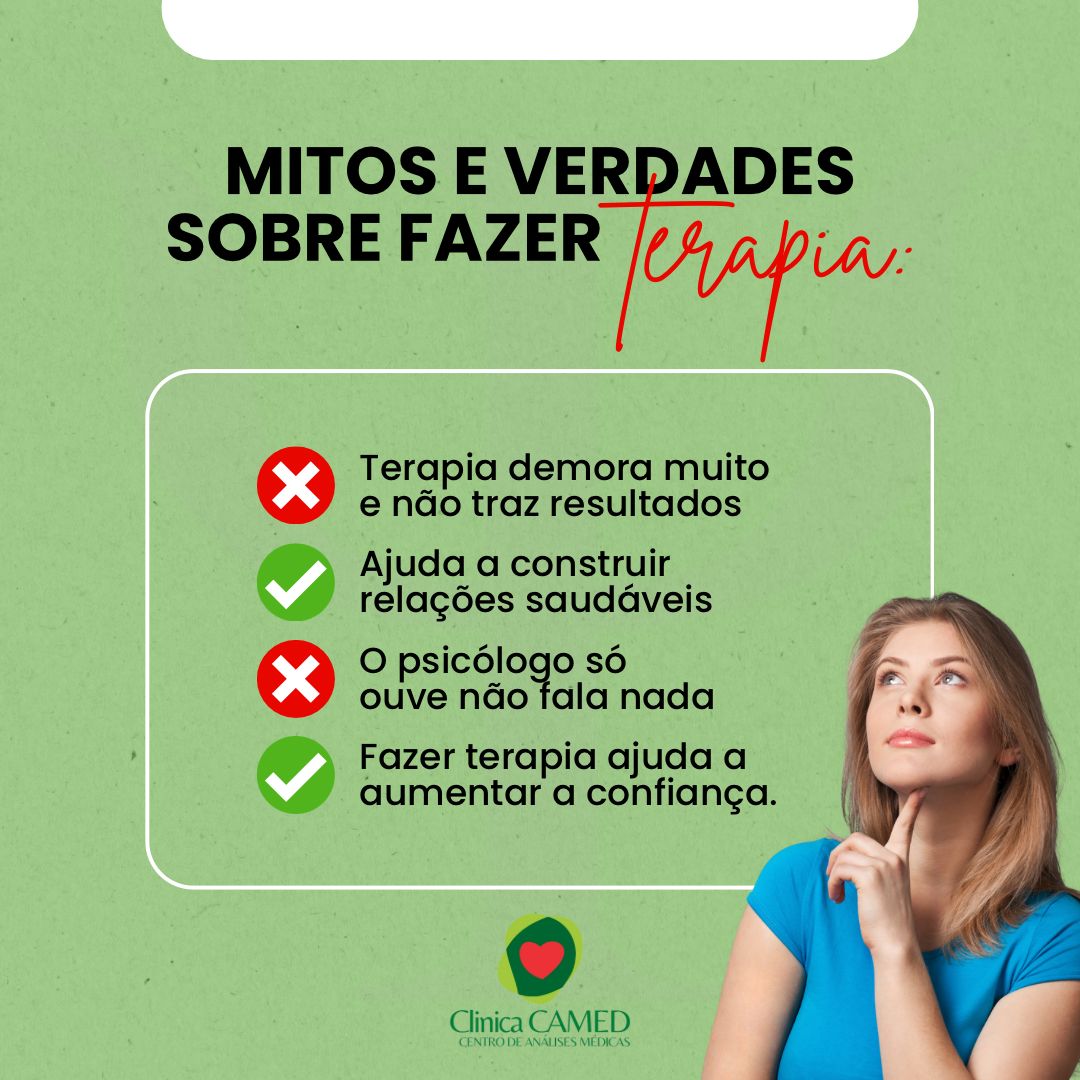 MITOS E VERDADES
SOBRE FAZER terapia:
Terapia demora muito
e não traz resultados
Ajuda a construir
relações saudáveis
O psicólogo só
ouve não fala nada
Fazer terapia ajuda a
aumentar a confiança.
Clinica CAMED
CENTRO DE ANÁLISES MÉDICAS